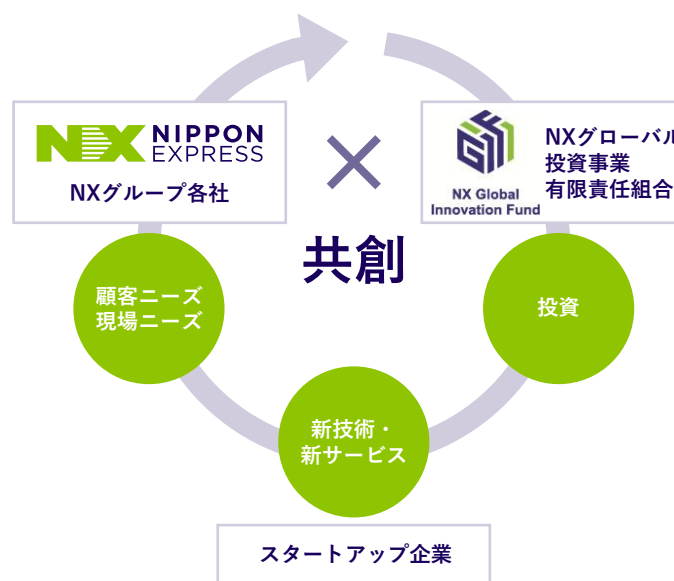 NX NIPPON
EXPRESS
NXグループ各社
×
GIF
NX Global
Innovation Fund
NXグローバル
投資事業
有限責任組合
共創
顧客ニーズ
現場ニーズ
投資
新技術・
新サービス
スタートアップ企業